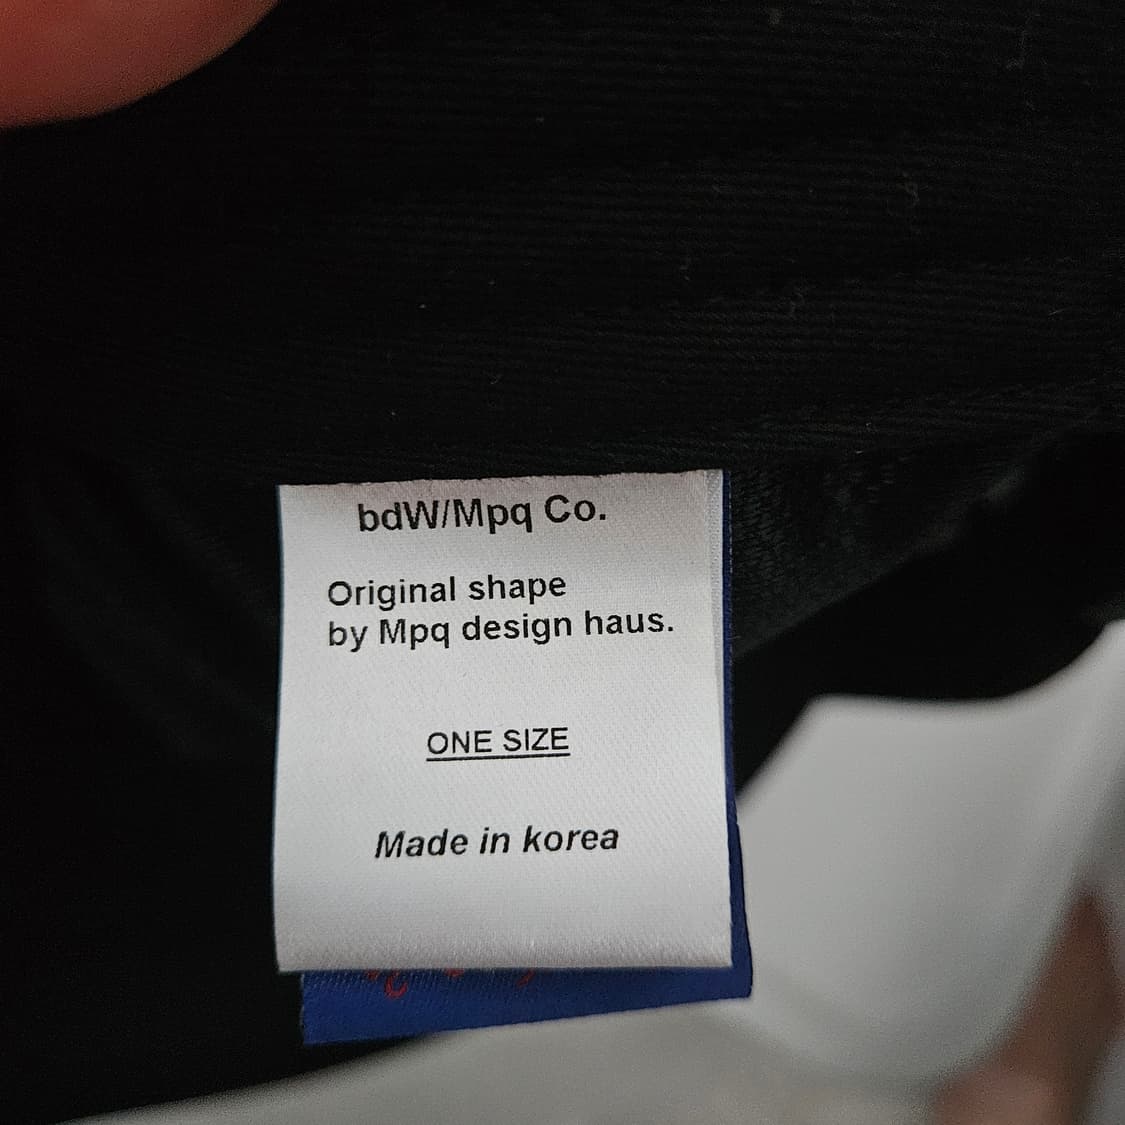 bdW/Mpq Co.
Original shape
by Mpq design haus.
ONE SIZE
Made in korea